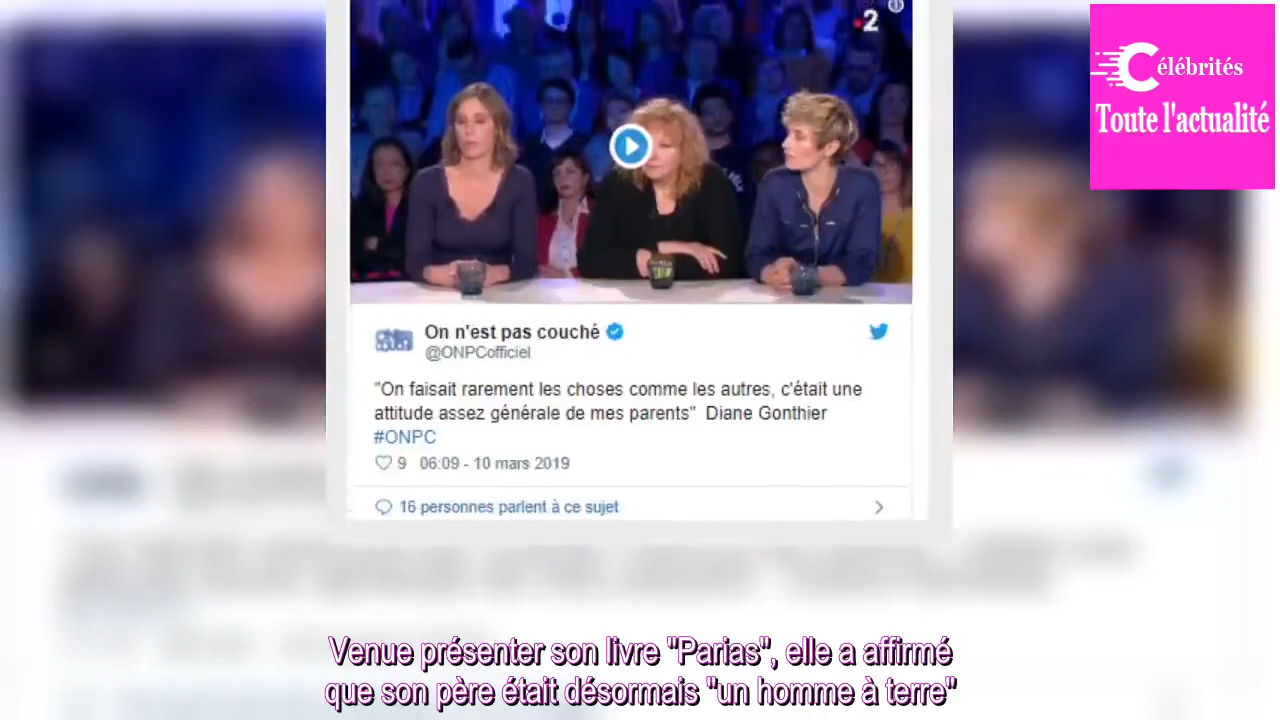 2
Célébrités
Toute l'actualité
On n'est pas couché
@ONPCofficiel
"On faisait rarement les choses comme les autres, c'était une
attitude assez générale de mes parents" Diane Gonthier
#ONPC
9 06:09 - 10 mars 2019
16 personnes parlent à ce sujet
Venue présenter son livre "Parias", elle a affirmé
que son père était désormais "un homme à terre"